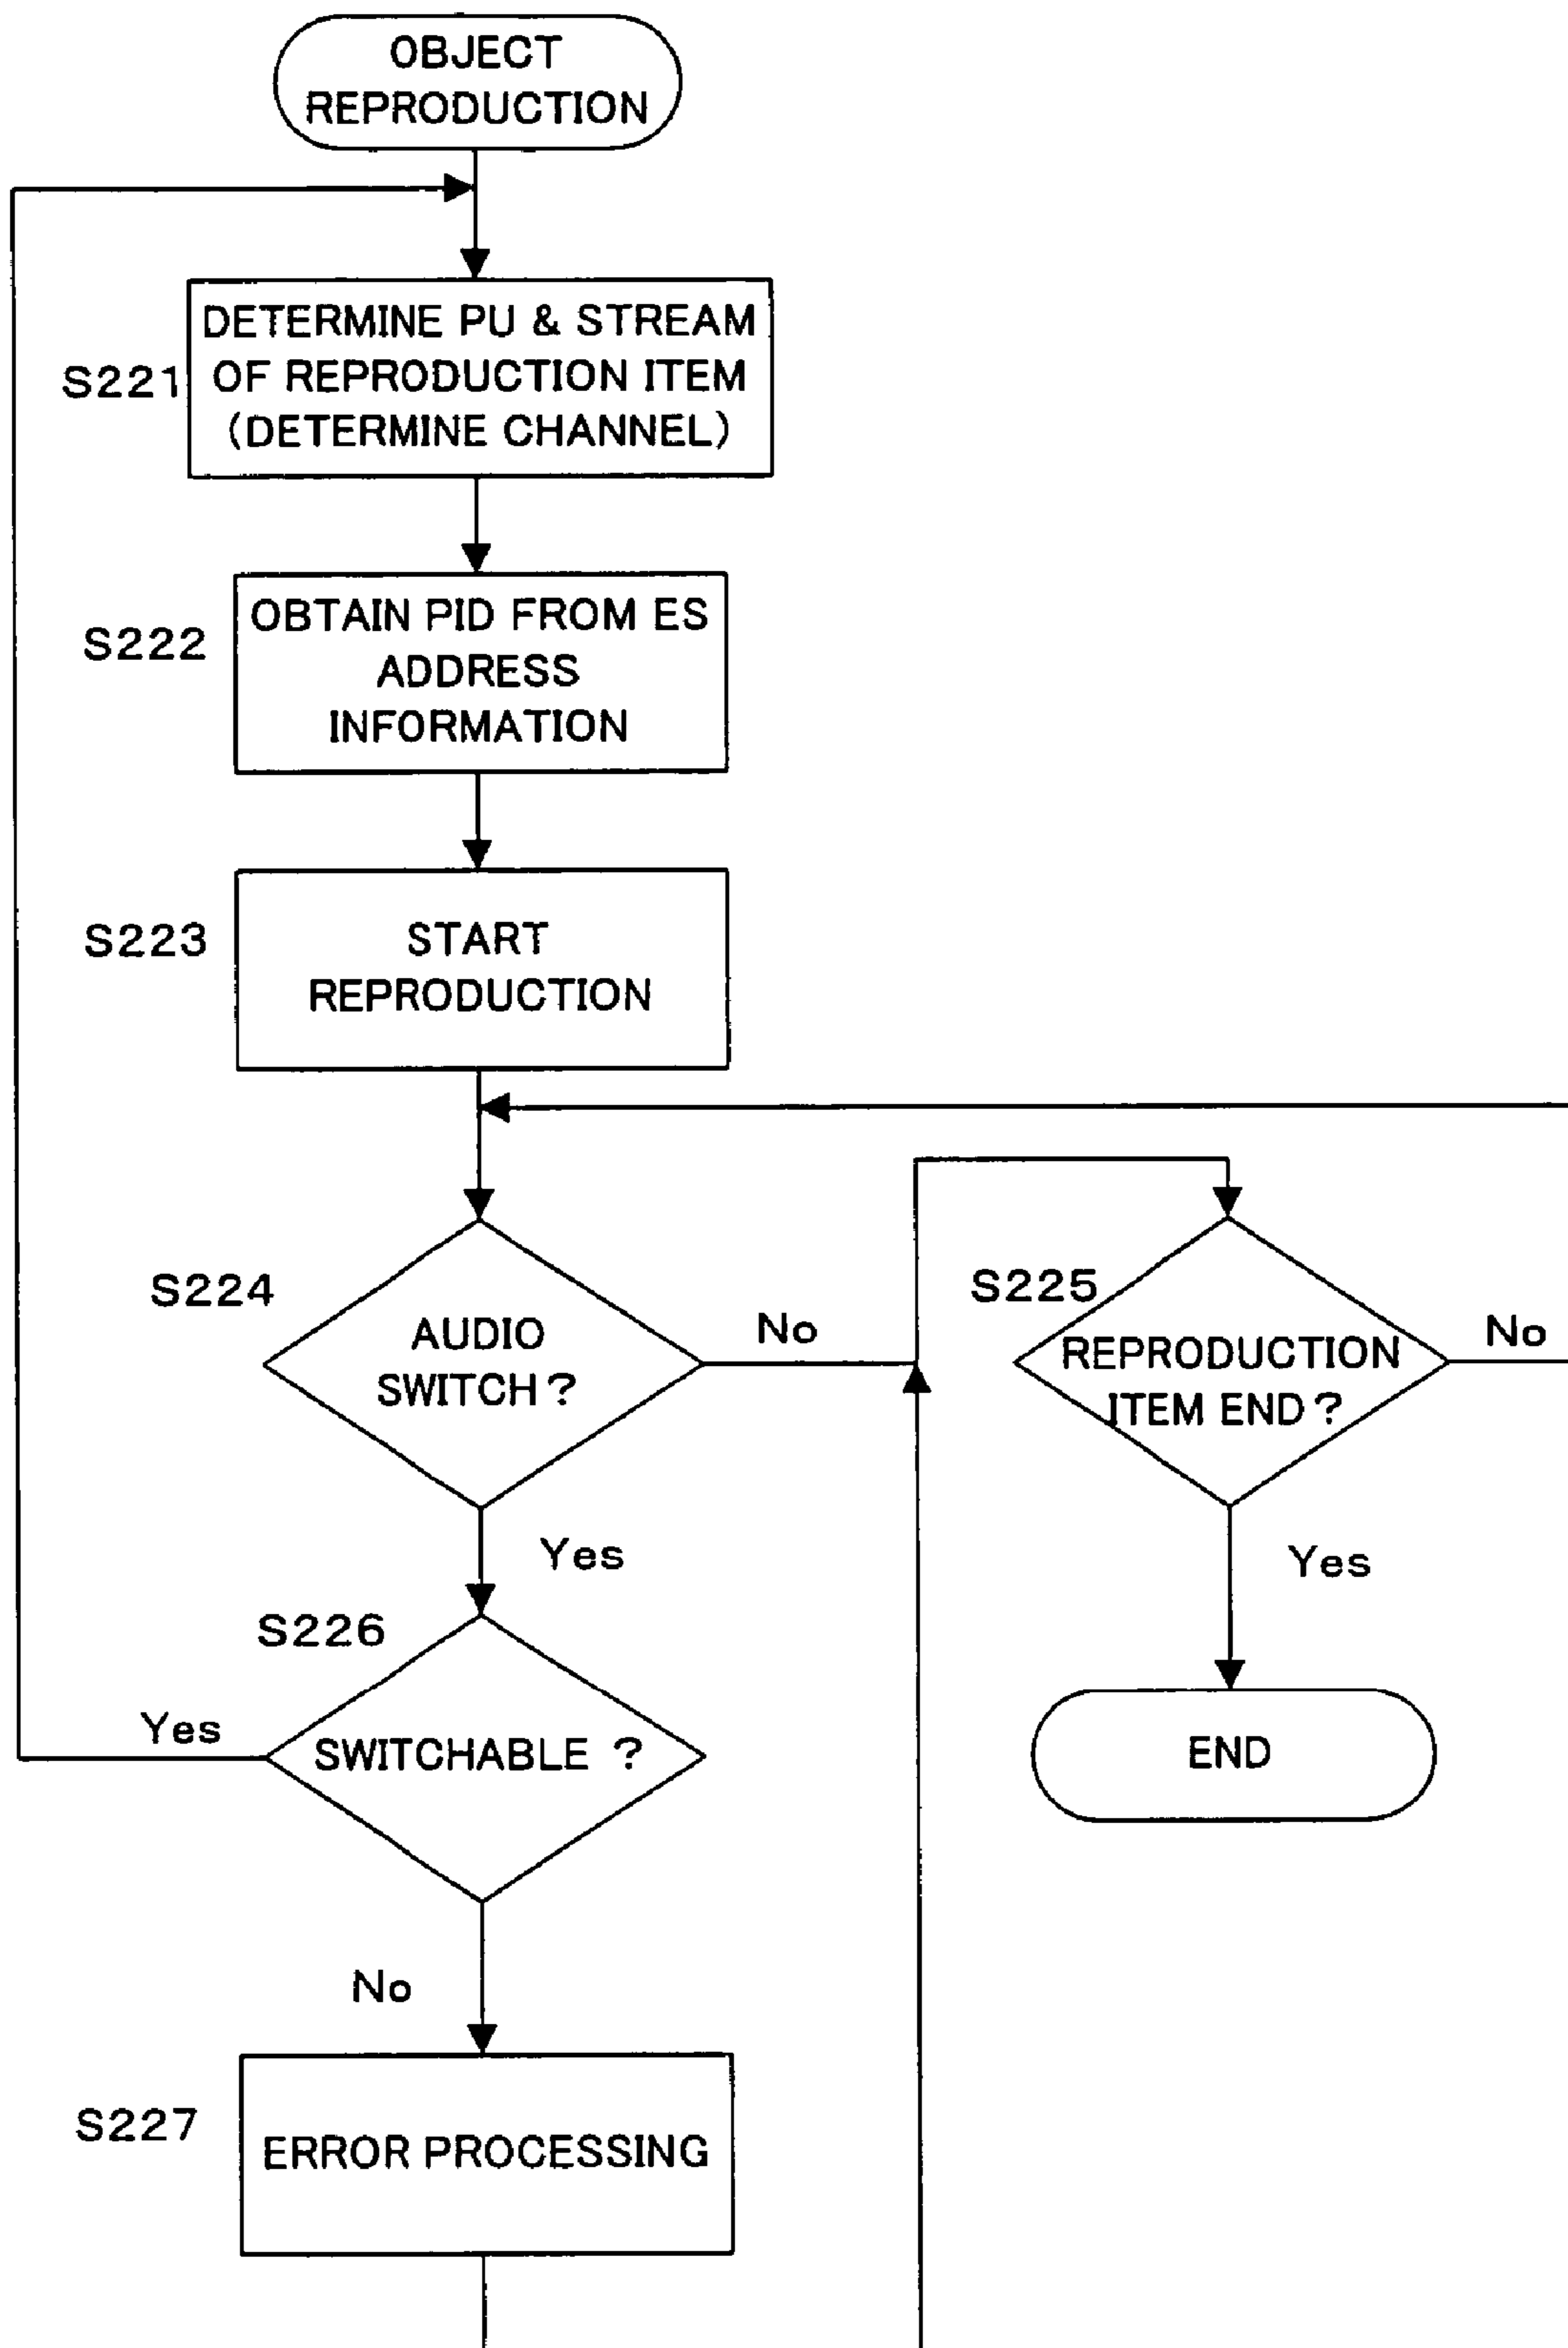 OBJECT
REPRODUCTION
S221
DETERMINE PU & STREAM
OF REPRODUCTION ITEM
(DETERMINE CHANNEL)
S222
OBTAIN PID FROM ES
ADDRESS
INFORMATION
S223
START
REPRODUCTION
S224
AUDIO
SWITCH?
No
S225
REPRODUCTION
ITEM END?
No
Yes
Yes
S226
SWITCHABLE ?
Yes
END
No
S227
ERROR PROCESSING